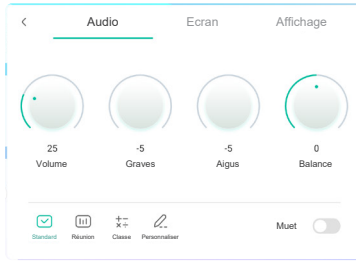 Audio
Ecran
Affichage
25
-5
-5
0
Volume
Graves
Aigus
Balance
Standard
Réunion
Classe
Personnaliser
Muet